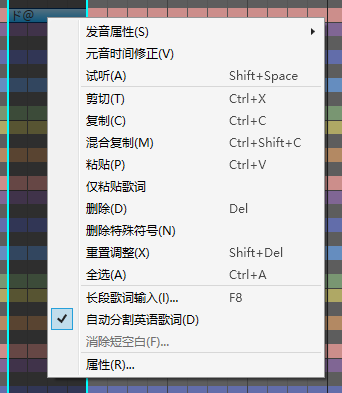 ド@
发音属性(S)
元音时间修正(V)
试听(A) Shift+Space
剪切(T) Ctrl+X
复制(C) Ctrl+C
混合复制(M) Ctrl+Shift+C
粘贴(P) Ctrl+V
仅粘贴歌词
删除(D) Del
删除特殊符号(N)
重置调整(X) Shift+Del
全选(A) Ctrl+A
长段歌词输入(I)... F8
自动分割英语歌词(D)
消除短空白(F)...
属性(R)...